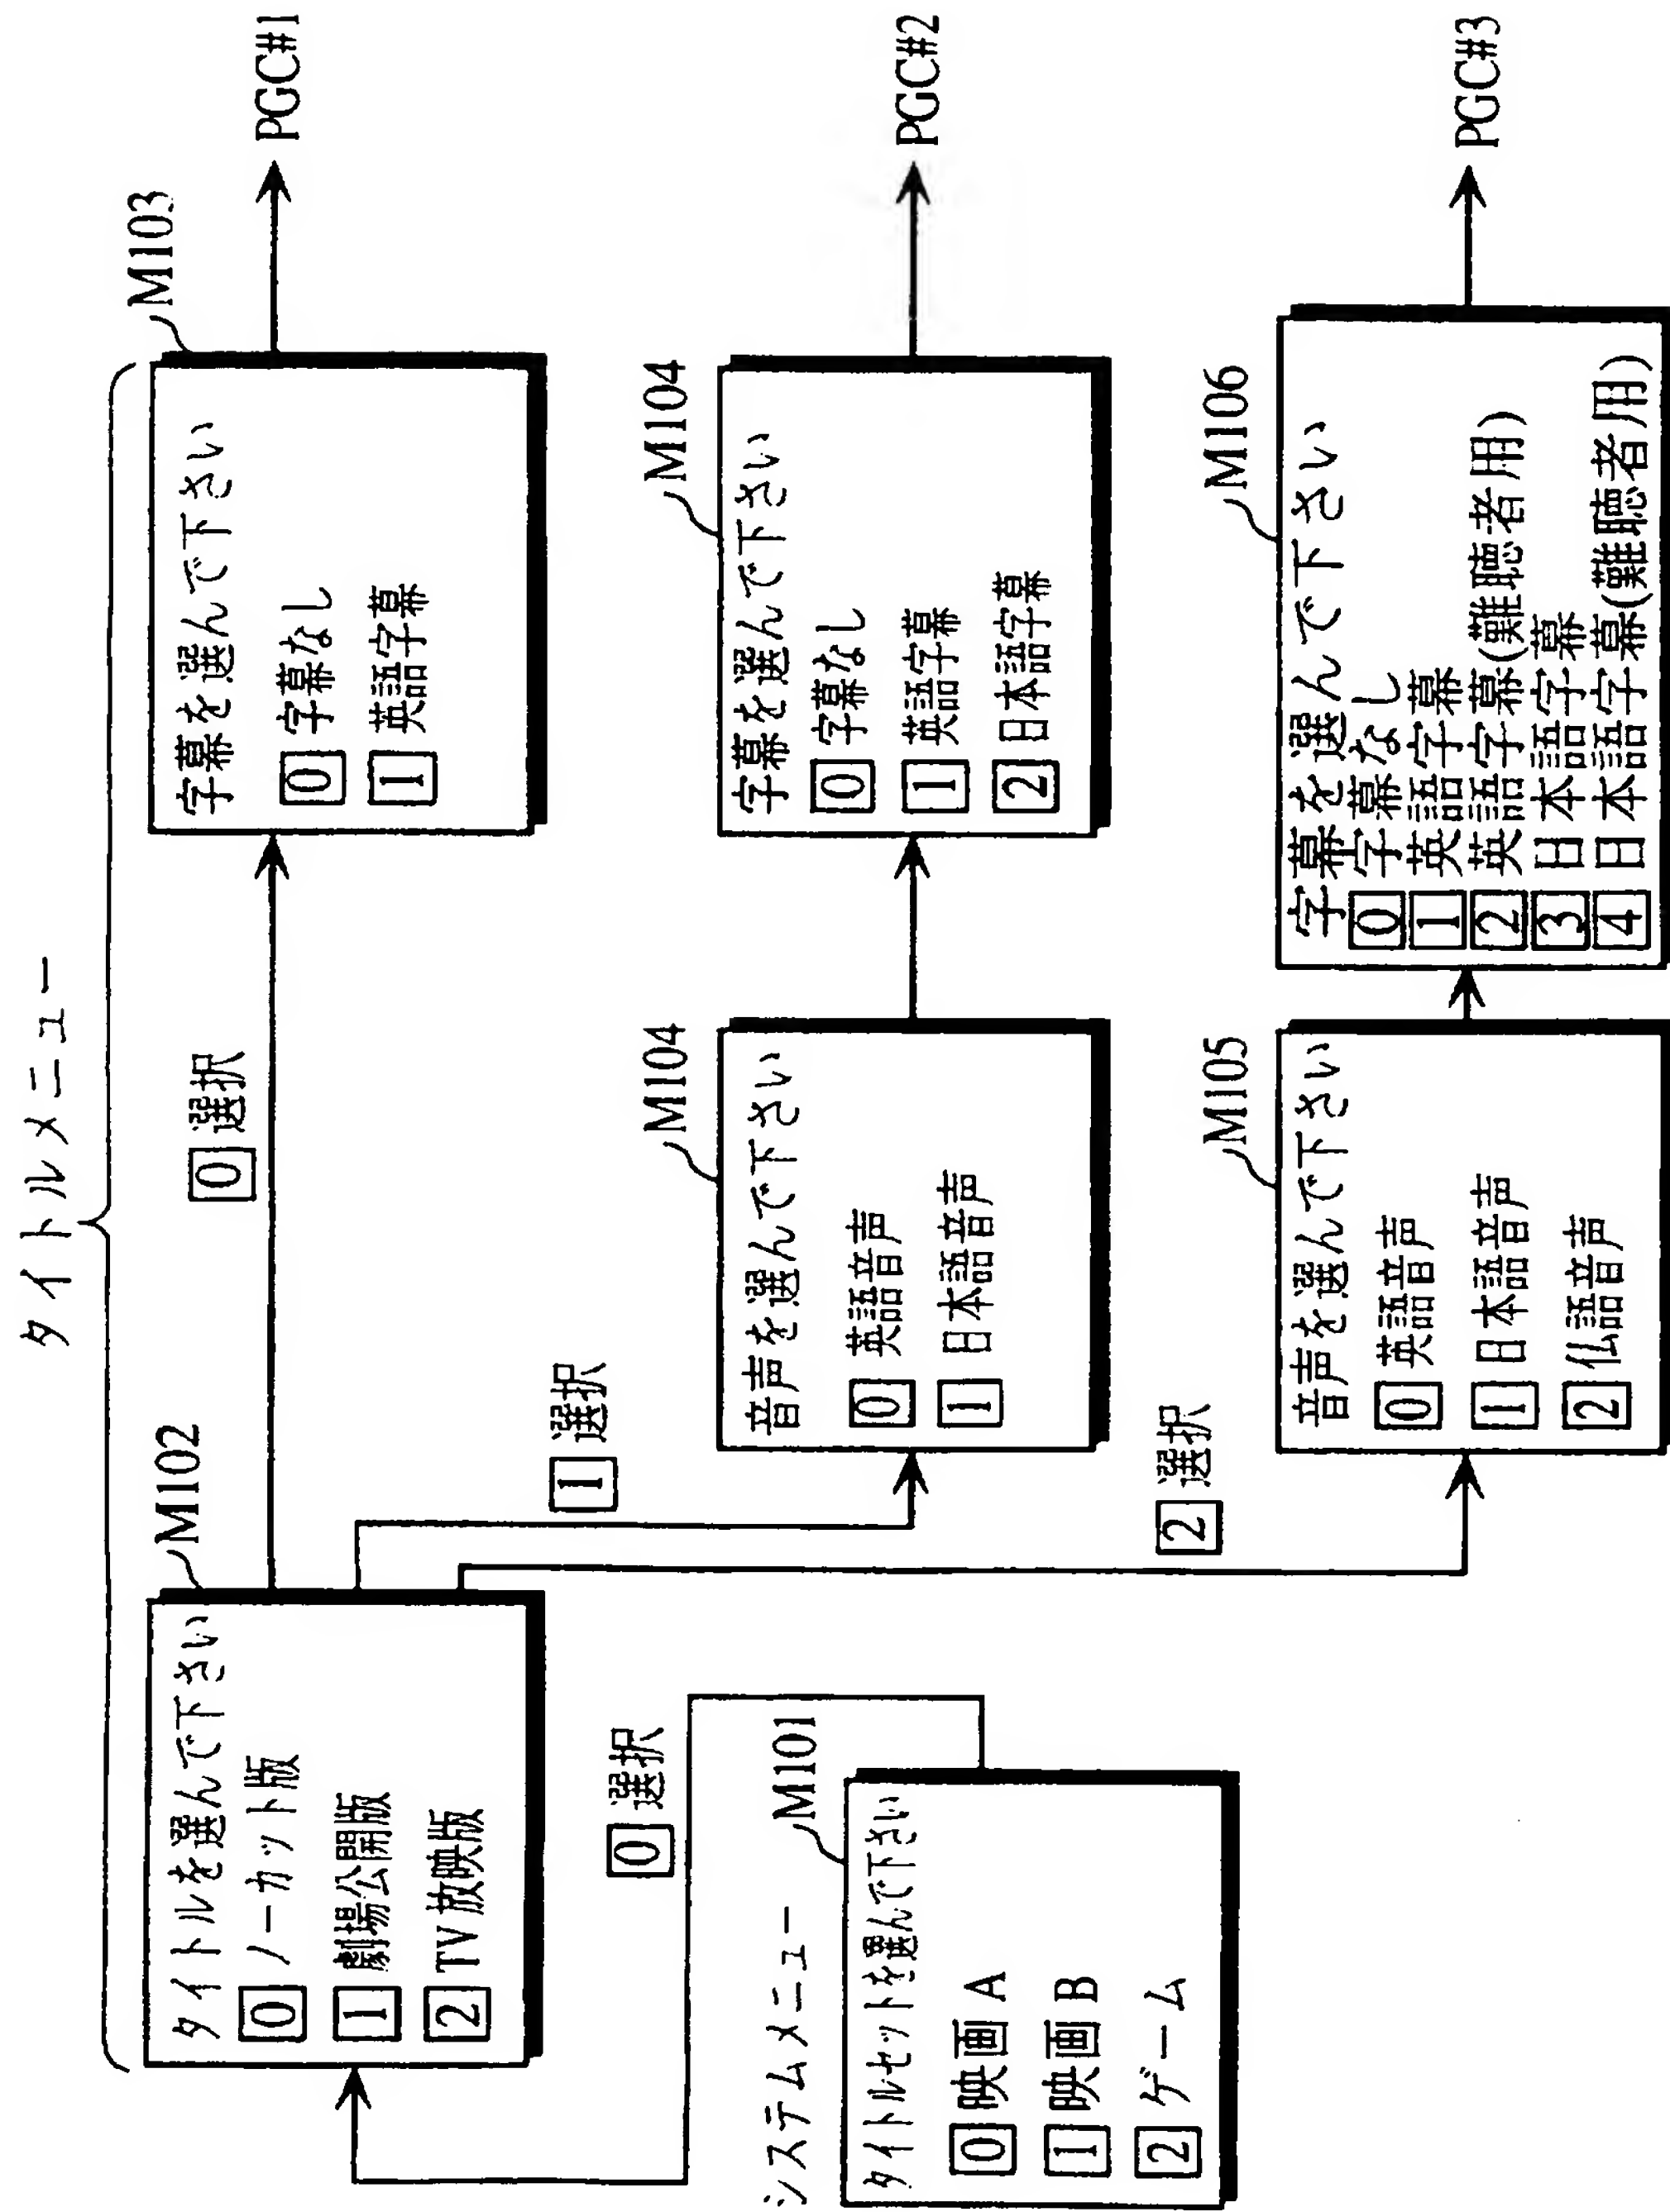 タイトルメニュー
M102
タイトルを選んで下さい
0 ノーカット版
1 劇場公開版
2 TV放映版
0 選択
M103
字幕を選んで下さい
0 字幕なし
1 英語字幕
PGC#1
1 選択
M104
音声を選んで下さい
0 英語音声
1 日本語音声
M104
字幕を選んで下さい
0 字幕なし
1 英語字幕
2 日本語字幕
PGC#2
0 選択
システムメニュー
M101
タイトルセットを選んで下さい
0 映画 A
1 映画 B
2 ゲーム
2 選択
M105
音声を選んで下さい
0 英語音声
1 日本語音声
2 仏語音声
M106
字幕を選んで下さい
0 字幕なし
1 英語字幕
2 英語字幕(難聴者用)
3 日本語字幕
4 日本語字幕(難聴者用)
PGC#3